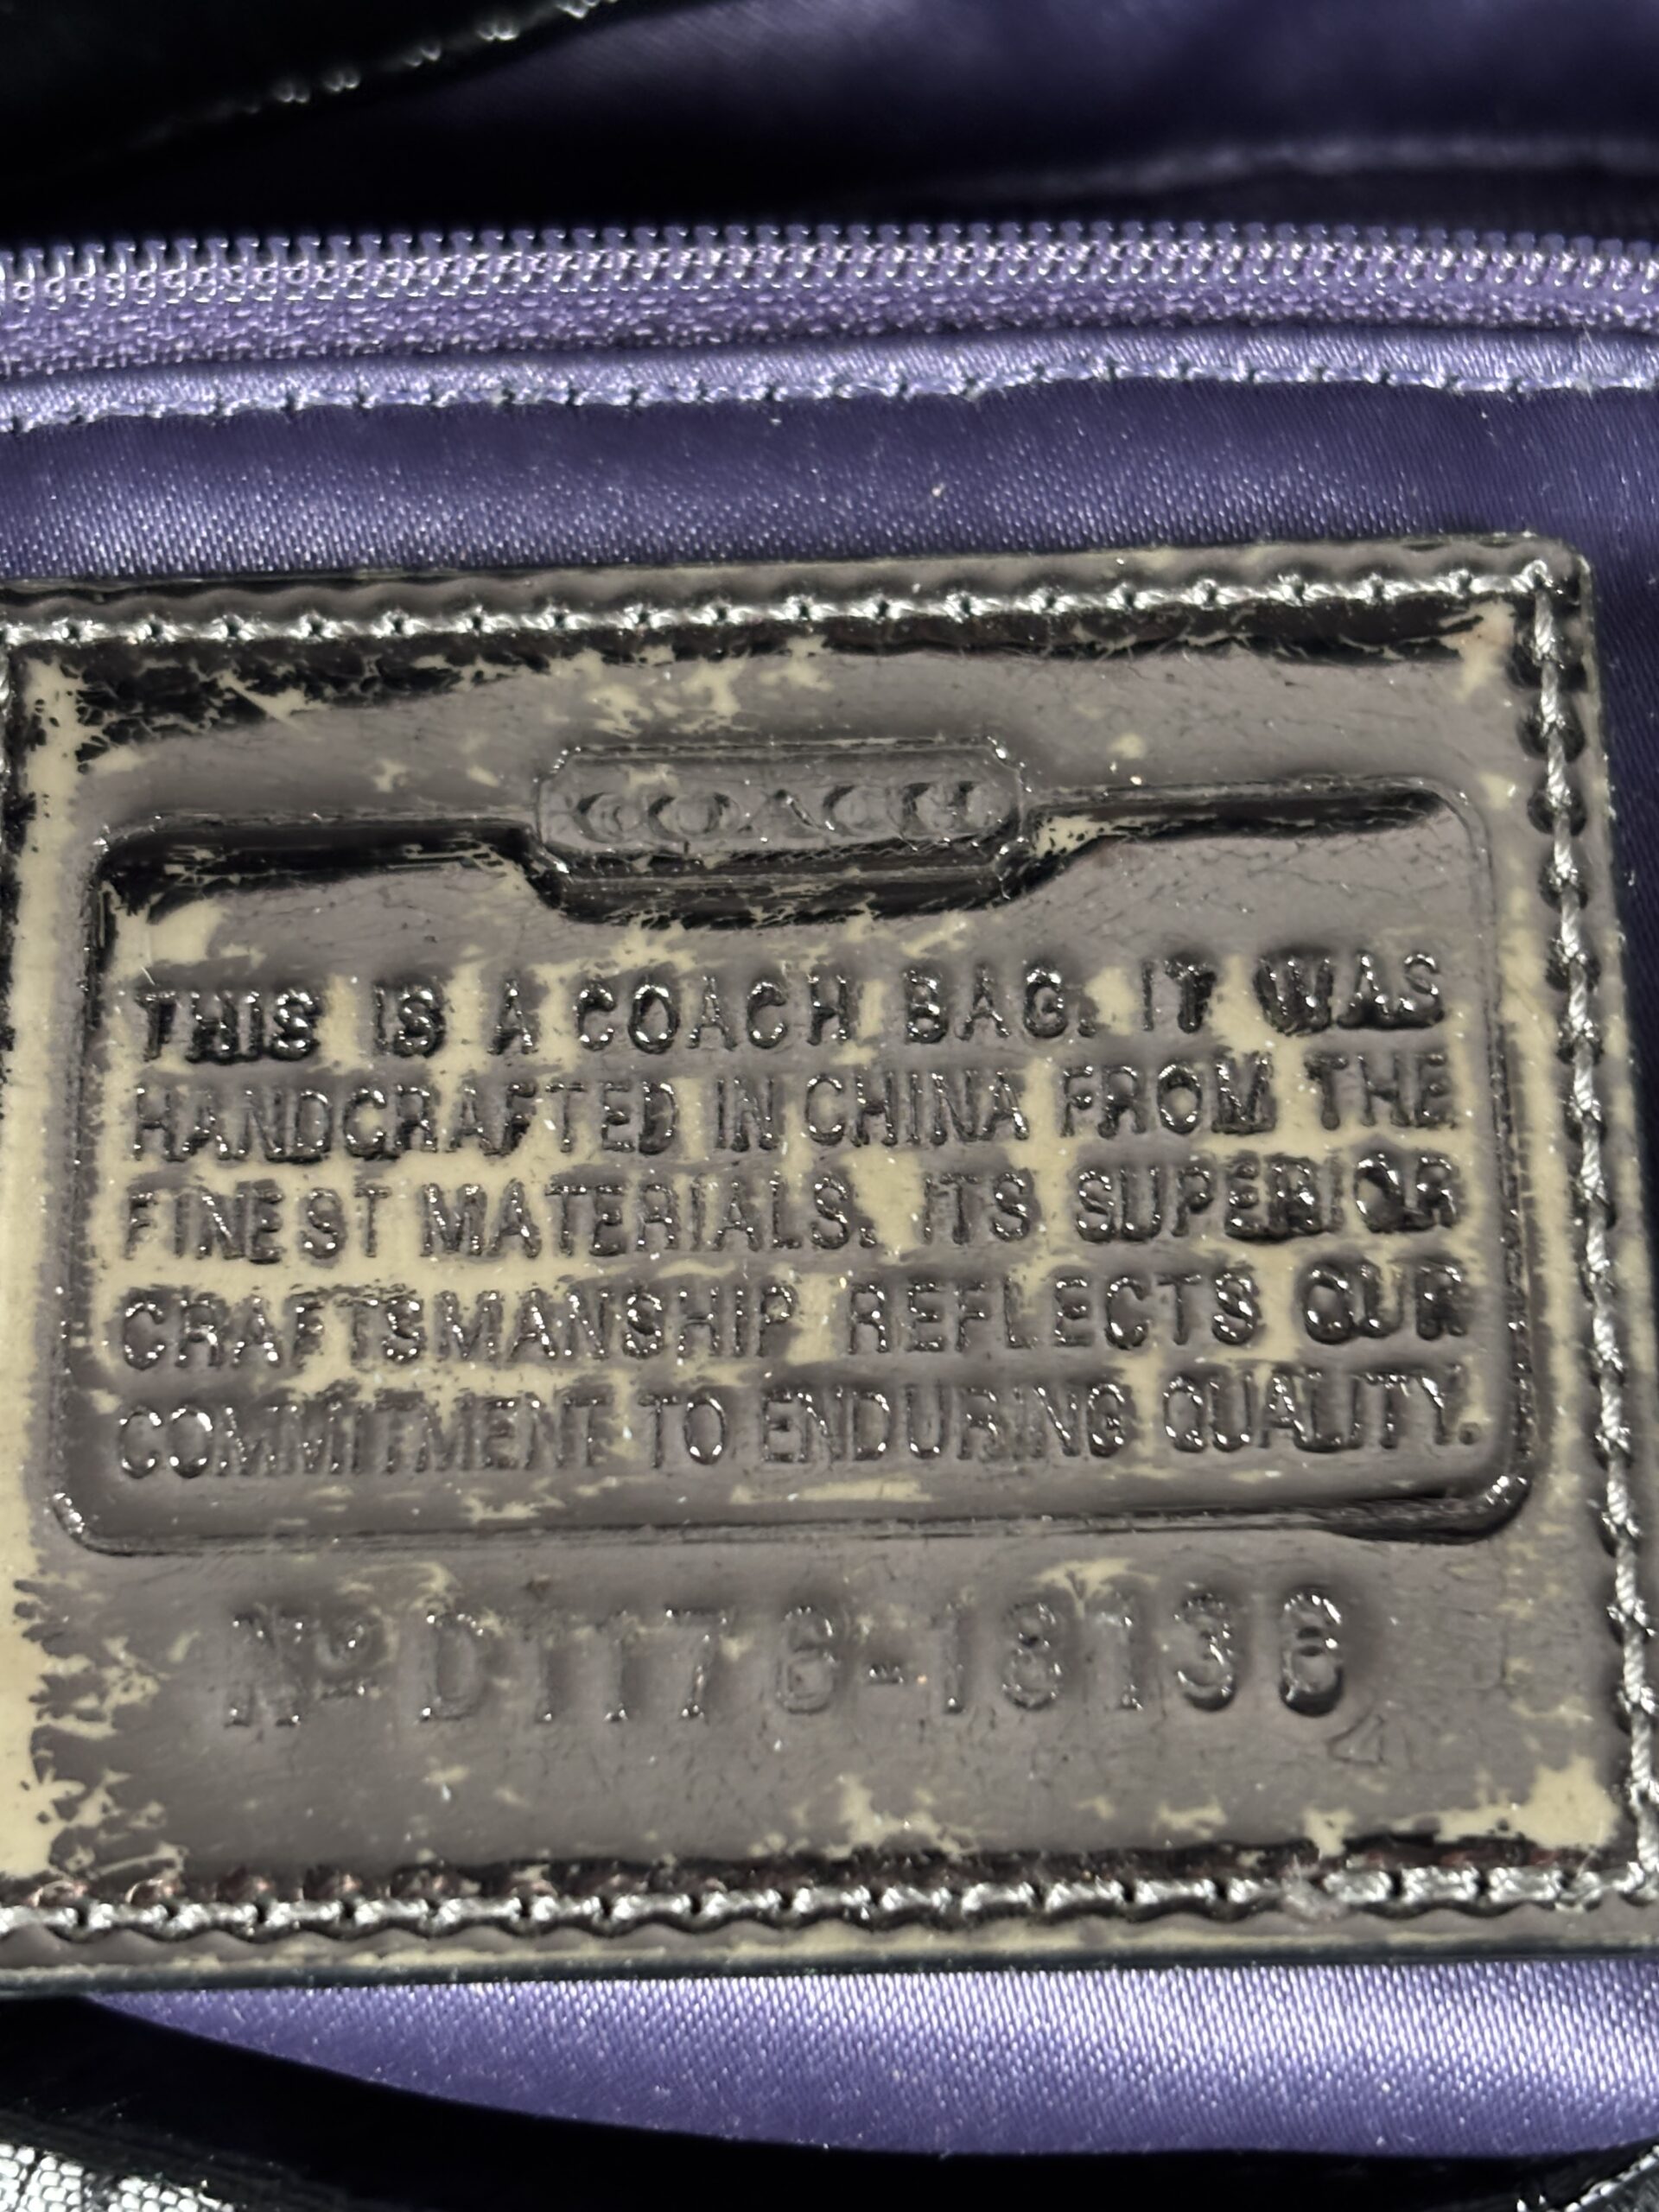 COACH
THIS IS A COACH BAG. IT WAS
HANDCRAFTED IN CHINA FROM THE
FINEST MATERIALS. ITS SUPERIOR
CRAFTSMANSHIP REFLECTS OUR
COMMITMENT TO ENDURING QUALITY.
Nº D1176-18136